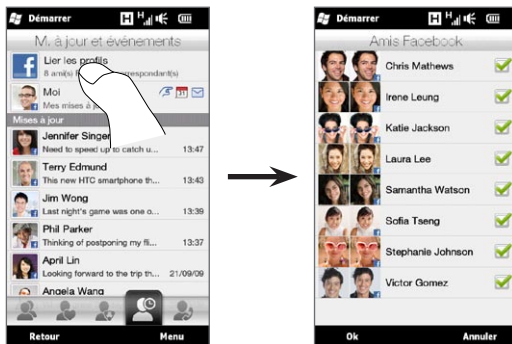 Démarrer
M. à jour et événements
Lier les profils
8 ami(s) correspondant(s)
Moi
Mes mises à
Mises à jour
Jennifer Singer
Need to speed up to catch u... 13:47
Terry Edmund
This new HTC smartphone th... 13:43
Jim Wong
Last night's game was one o... 13:39
Phil Parker
Thinking of postponing my fli... 13:37
April Lin
Looking forward to the trip th... 21/09/09
Angela Wang
Retour Menu
Démarrer
Amis Facebook
Chris Mathews
Irene Leung
Katie Jackson
Laura Lee
Samantha Watson
Sofia Tseng
Stephanie Johnson
Victor Gomez
Ok Annuler